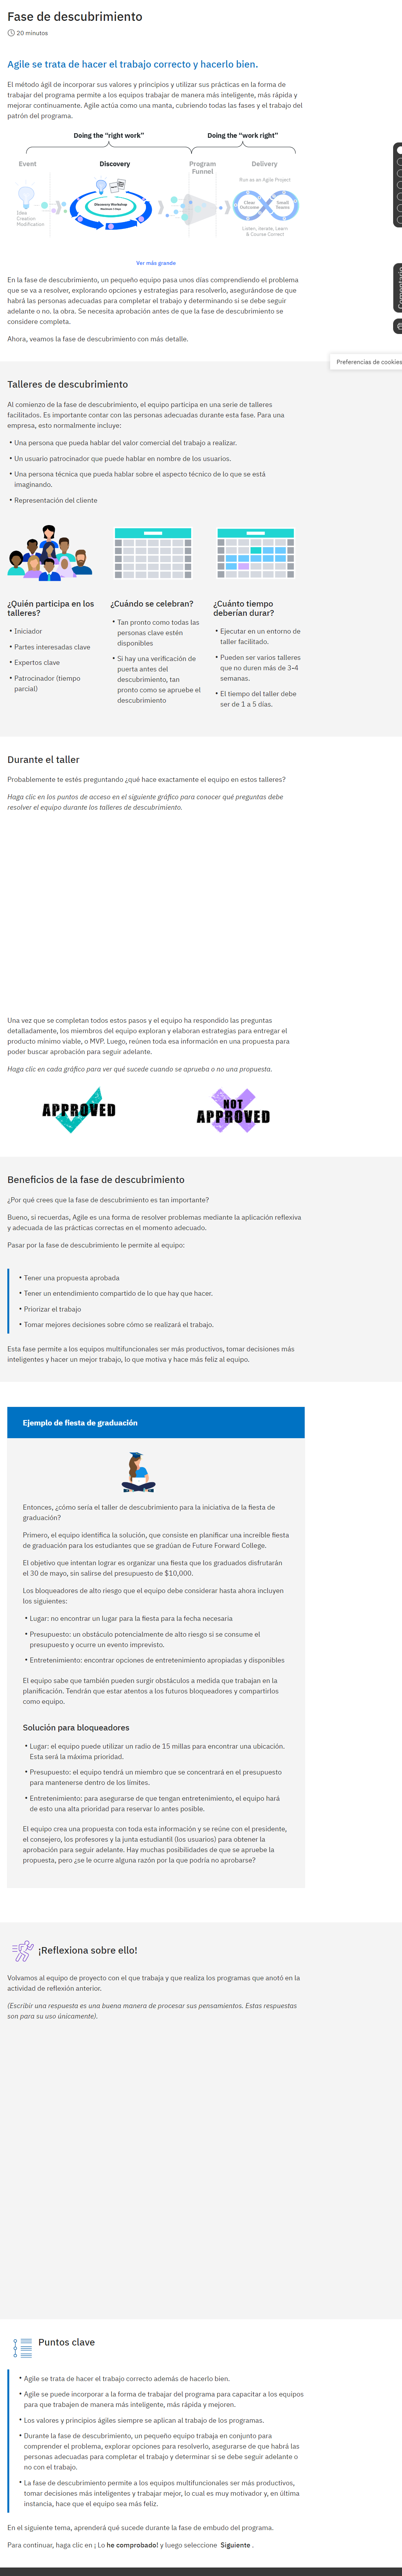 Fase de descubrimiento
20 minutos
Agile se trata de hacer el trabajo correcto y hacerlo bien.
El método ágil de incorporar sus valores y principios y utilizar sus prácticas en la forma de
trabajar del programa permite a los equipos trabajar de manera más inteligente, más rápida y
mejorar continuamente. Agile actúa como una manta, cubriendo todas las fases y el trabajo del
patrón del programa.
Doing the "right work"
Doing the "work right"
Event
Discovery
Program
Funnel
Delivery
Run as an Agile Project
Discovery Workshop
Clear
Outcome
Small
Teams
Idea
Creation
Modification
Listen, Iterate, Learn
& Course Correct
Ver más grande
En la fase de descubrimiento, un pequeño equipo pasa unos días comprendiendo el problema
que se va a resolver, explorando opciones y estrategias para resolverlo, asegurándose de que
habrá las personas adecuadas para completar el trabajo y determinando si se debe seguir
adelante o no. la obra. Se necesita aprobación antes de que la fase de descubrimiento se
considere completa.
Ahora, veamos la fase de descubrimiento con más detalle.
Preferencias de cookies
Talleres de descubrimiento
Al comienzo de la fase de descubrimiento, el equipo participa en una serie de talleres
facilitados. Es importante contar con las personas adecuadas durante esta fase. Para una
empresa, esto normalmente incluye:
• Una persona que pueda hablar del valor comercial del trabajo a realizar.
• Un usuario patrocinador que puede hablar en nombre de los usuarios.
• Una persona técnica que pueda hablar sobre el aspecto técnico de lo que se está
imaginando.
• Representación del cliente
¿Quién participa en los
talleres?
• Iniciador
• Partes interesadas clave
• Expertos clave
• Patrocinador (tiempo
parcial)
¿Cuándo se celebran?
• Tan pronto como todas las
personas clave estén
disponibles
• Si hay una verificación de
puerta antes del
descubrimiento, tan
pronto como se apruebe el
descubrimiento
¿Cuánto tiempo
deberían durar?
• Ejecutar en un entorno de
taller facilitado.
• Pueden ser varios talleres
que no duren más de 3-4
semanas.
• El tiempo del taller debe
ser de 1 a 5 días.
Durante el taller
Probablemente te estés preguntando ¿qué hace exactamente el equipo en estos talleres?
Haga clic en los puntos de acceso en el siguiente gráfico para conocer qué preguntas debe
resolver el equipo durante los talleres de descubrimiento.
Una vez que se completan todos estos pasos y el equipo ha respondido las preguntas
detalladamente, los miembros del equipo exploran y elaboran estrategias para entregar el
producto mínimo viable, o MVP. Luego, reúnen toda esa información en una propuesta para
poder buscar aprobación para seguir adelante.
Haga clic en cada gráfico para ver qué sucede cuando se aprueba o no una propuesta.
APPROVED
NOT
APPROVED
Beneficios de la fase de descubrimiento
¿Por qué crees que la fase de descubrimiento es tan importante?
Bueno, si recuerdas, Agile es una forma de resolver problemas mediante la aplicación reflexiva
y adecuada de las prácticas correctas en el momento adecuado.
Pasar por la fase de descubrimiento le permite al equipo:
• Tener una propuesta aprobada
• Tener un entendimiento compartido de lo que hay que hacer.
• Priorizar el trabajo
• Tomar mejores decisiones sobre cómo se realizará el trabajo.
Esta fase permite a los equipos multifuncionales ser más productivos, tomar decisiones más
inteligentes y hacer un mejor trabajo, lo que motiva y hace más feliz al equipo.
Ejemplo de fiesta de graduación
Entonces, ¿cómo sería el taller de descubrimiento para la iniciativa de la fiesta de
graduación?
Primero, el equipo identifica la solución, que consiste en planificar una increíble fiesta
de graduación para los estudiantes que se gradúan de Future Forward College.
El objetivo que intentan lograr es organizar una fiesta que los graduados disfrutarán
el 30 de mayo, sin salirse del presupuesto de $10,000.
Los bloqueadores de alto riesgo que el equipo debe considerar hasta ahora incluyen
los siguientes:
• Lugar: no encontrar un lugar para la fiesta para la fecha necesaria
• Presupuesto: un obstáculo potencialmente de alto riesgo si se consume el
presupuesto y ocurre un evento imprevisto.
• Entretenimiento: encontrar opciones de entretenimiento apropiadas y disponibles
El equipo sabe que también pueden surgir obstáculos a medida que trabajan en la
planificación. Tendrán que estar atentos a los futuros bloqueadores y compartirlos
como equipo.
Solución para bloqueadores
• Lugar: el equipo puede utilizar un radio de 15 millas para encontrar una ubicación.
Esta será la máxima prioridad.
• Presupuesto: el equipo tendrá un miembro que se concentrará en el presupuesto
para mantenerse dentro de los límites.
• Entretenimiento: para asegurarse de que tengan entretenimiento, el equipo hará
de esto una alta prioridad para reservar lo antes posible.
El equipo crea una propuesta con toda esta información y se reúne con el presidente,
el consejero, los profesores y la junta estudiantil (los usuarios) para obtener la
aprobación para seguir adelante. Hay muchas posibilidades de que se apruebe la
propuesta, pero ¿se le ocurre alguna razón por la que podría no aprobarse?
¡Reflexiona sobre ello!
Volvamos al equipo de proyecto con el que trabaja y que realiza los programas que anotó en la
actividad de reflexión anterior.
(Escribir una respuesta es una buena manera de procesar sus pensamientos. Estas respuestas
son para su uso únicamente).
Puntos clave
• Agile se trata de hacer el trabajo correcto además de hacerlo bien.
• Agile se puede incorporar a la forma de trabajar del programa para capacitar a los equipos
para que trabajen de manera más inteligente, más rápida y mejoren.
• Los valores y principios ágiles siempre se aplican al trabajo de los programas.
• Durante la fase de descubrimiento, un pequeño equipo trabaja en conjunto para
comprender el problema, explorar opciones para resolverlo, asegurarse de que habrá las
personas adecuadas para completar el trabajo y determinar si se debe seguir adelante o
no con el trabajo.
• La fase de descubrimiento permite a los equipos multifuncionales ser más productivos,
tomar decisiones más inteligentes y trabajar mejor, lo cual es muy motivador y, en última
instancia, hace que el equipo sea más feliz.
En el siguiente tema, aprenderá qué sucede durante la fase de embudo del programa.
Para continuar, haga clic en ¡ Lo he comprobado! y luego seleccione Siguiente .